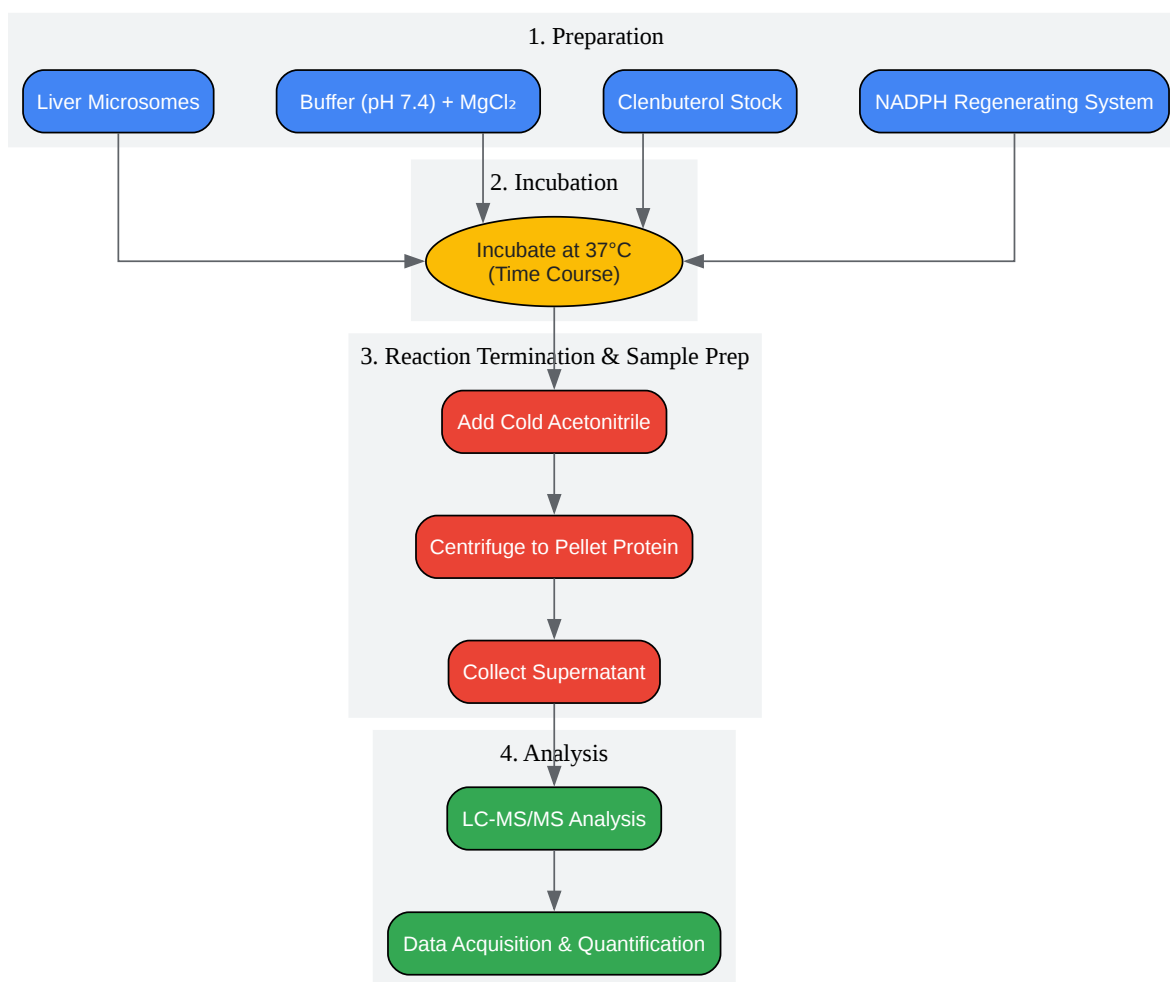 1. Preparation
Liver Microsomes
Buffer (pH 7.4) + MgCl₂
Clenbuterol Stock
NADPH Regenerating System
2. Incubation
Incubate at 37°C
(Time Course)
3. Reaction Termination & Sample Prep
Add Cold Acetonitrile
Centrifuge to Pellet Protein
Collect Supernatant
4. Analysis
LC-MS/MS Analysis
Data Acquisition & Quantification